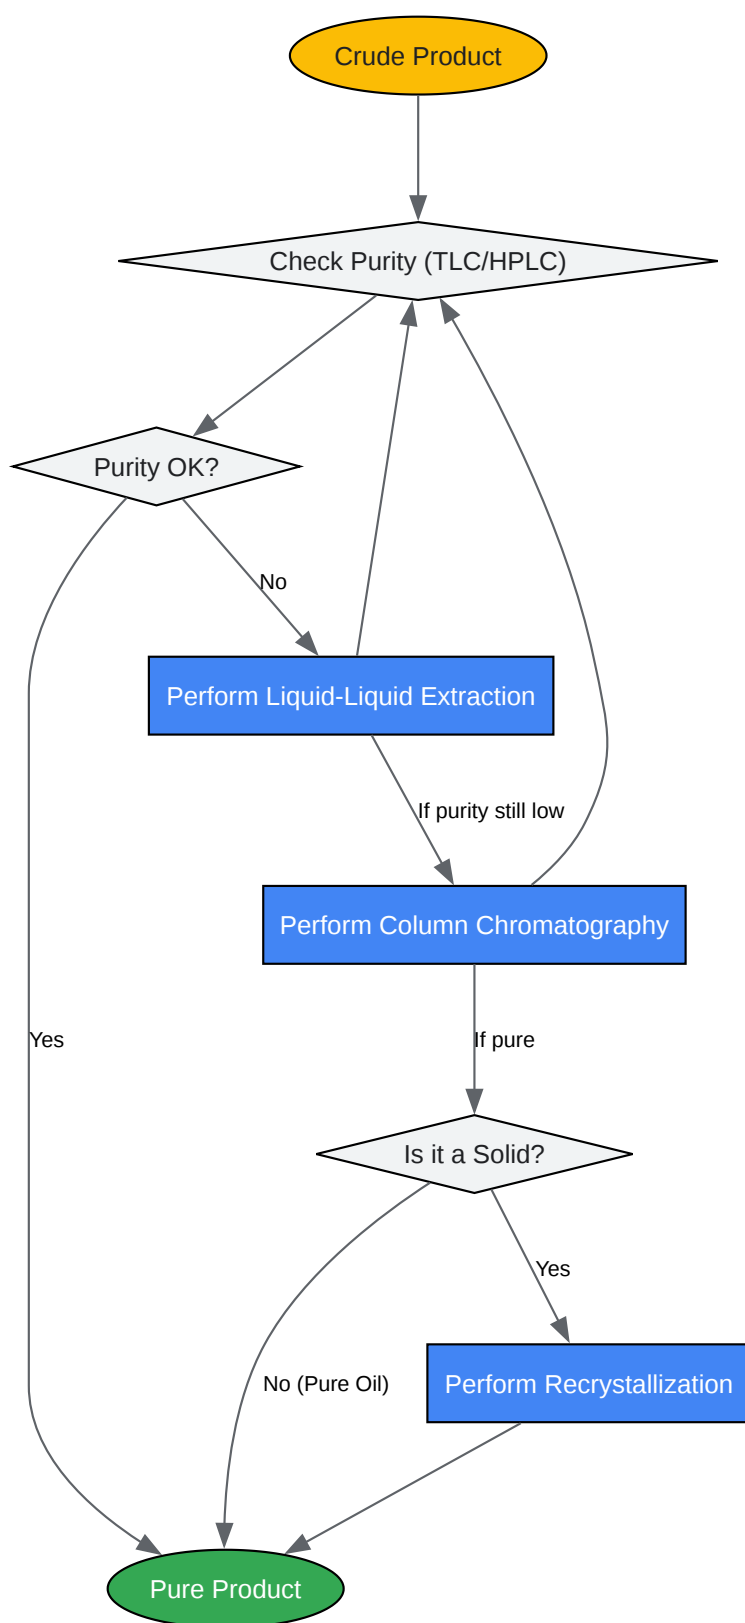 Crude Product
Check Purity (TLC/HPLC)
Purity OK?
No
Perform Liquid-Liquid Extraction
If purity still low
Perform Column Chromatography
Yes
If pure
Is it a Solid?
Yes
No (Pure Oil)
Perform Recrystallization
Pure Product